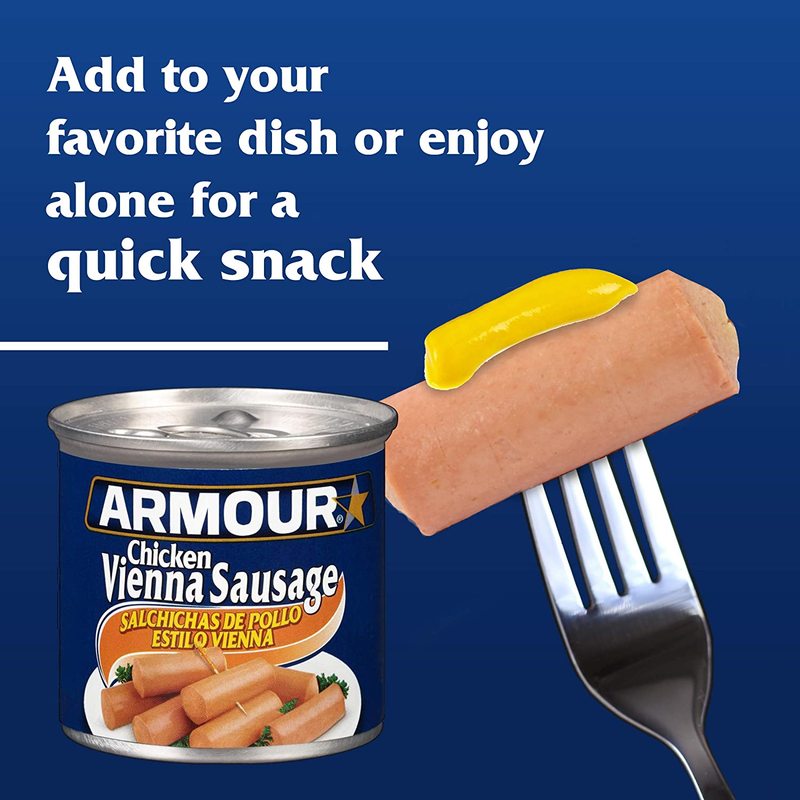 Add to your
favorite dish or enjoy
alone for a
quick snack
ARMOUR®
Chicken
Vienna Sausage
SALCHICHAS DE POLLO
ESTILO VIENNA